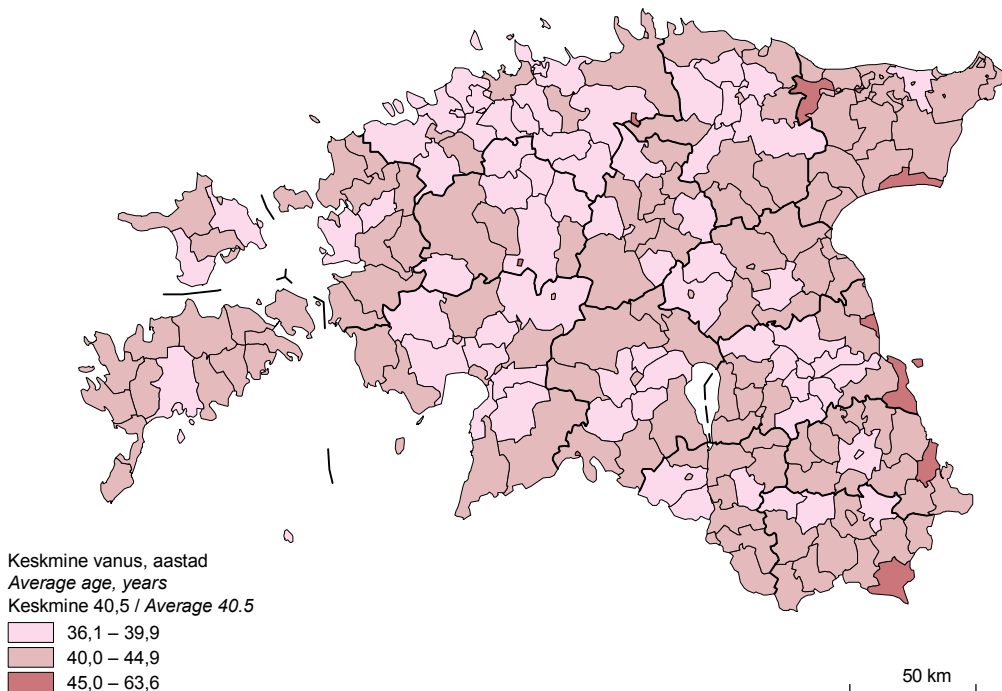 Keskmine vanus, aastad
Average age, years
Keskmine 40,5 / Average 40.5
36,1 – 39,9
40,0 – 44,9
45,0 – 63,6
50 km